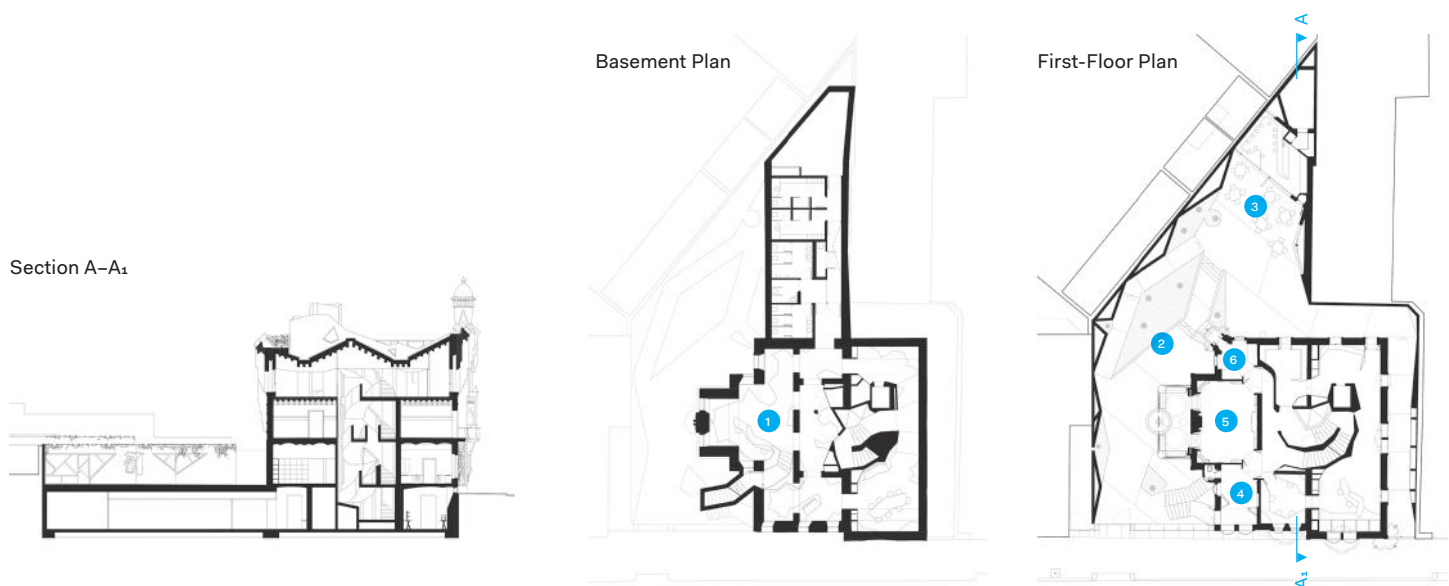 Section A–A₁
Basement Plan
1
First-Floor Plan
A
3
2
6
5
4
A₁